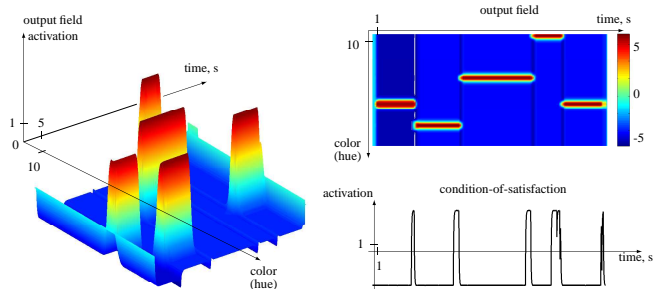 output field
activation
time, s
1
5
0
10
color
(hue)
output field
1
time, s
10
color
(hue)
5
0
-5
condition-of-satisfaction
activation
1
1
time, s